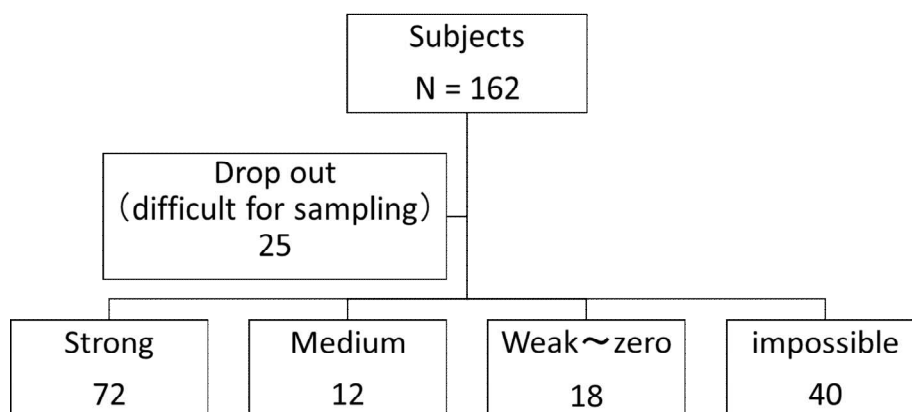 Subjects
N = 162
Drop out
（difficult for sampling）
25
Strong
72
Medium
12
Weak～zero
18
impossible
40